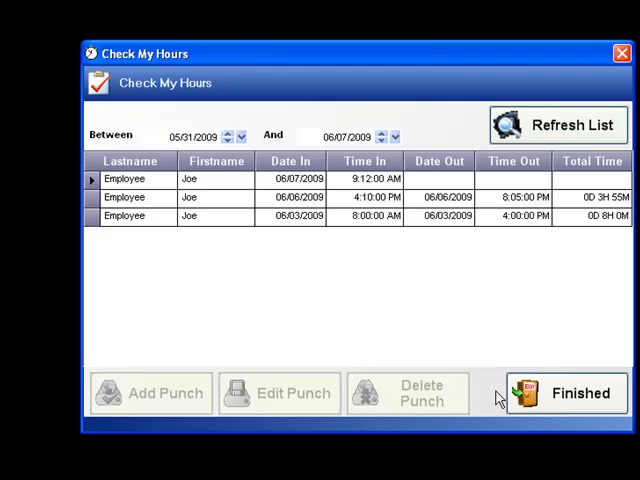 Check My Hours
Check My Hours
Between 05/31/2009 And 06/07/2009 Refresh List
Lastname Firstname Date In Time In Date Out Time Out Total Time
Employee Joe 06/07/2009 9:12:00 AM
Employee Joe 06/06/2009 4:10:00 PM 06/06/2009 8:05:00 PM 0D 3H 55M
Employee Joe 06/03/2009 8:00:00 AM 06/03/2009 4:00:00 PM 0D 8H 0M
Add Punch Edit Punch Delete Punch EXIT Finished